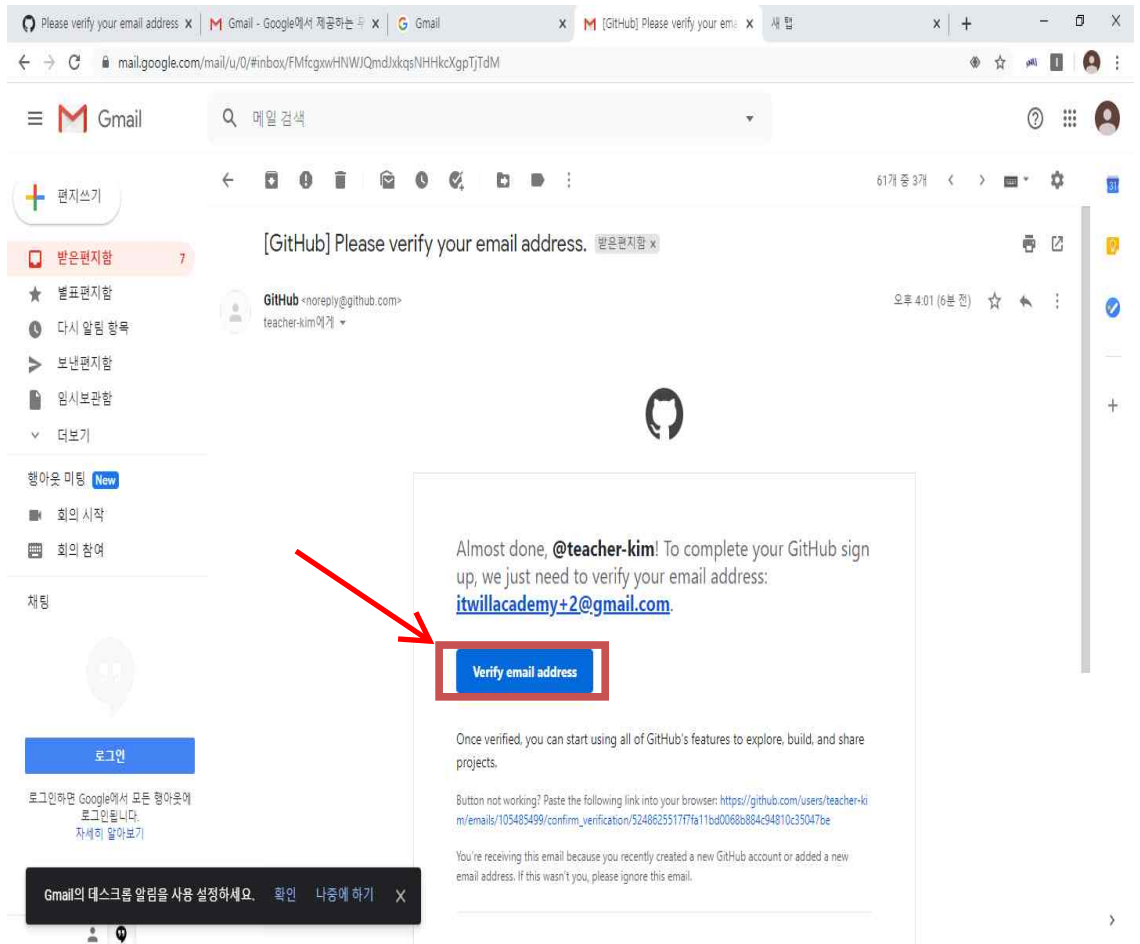 Please verify your email address
Gmail - Google에서 제공하는
Gmail
[GitHub] Please verify your ema
새 탭
mail.google.com/mail/u/0/#inbox/FMfcgxwHNWJQmdJxkqsNHHkcXgpTjTdM
Gmail
메일 검색
편지쓰기
61개 중 3개
31
받은편지함 7
별표편지함
다시 알림 항목
보낸편지함
임시보관함
더보기
행아웃 미팅 New
회의 시작
회의 참여
채팅
로그인
로그인하면 Google에서 모든 행아웃에
로그인됩니다.
자세히 알아보기
[GitHub] Please verify your email address. 받은편지함 x
GitHub <noreply@github.com>
오후 4:01 (6분 전)
teacher-kim에게
Almost done, @teacher-kim! To complete your GitHub sign
up, we just need to verify your email address:
itwillacademy+2@gmail.com.
Verify email address
Once verified, you can start using all of GitHub's features to explore, build, and share
projects.
Button not working? Paste the following link into your browser: https://github.com/users/teacher-ki
m/emails/105485499/confirm_verification/5248625517f7fa11bd0068b884c94810c35047be
You're receiving this email because you recently created a new GitHub account or added a new
email address. If this wasn't you, please ignore this email.
Gmail의 데스크톱 알림을 사용 설정하세요. 확인 나중에 하기 X